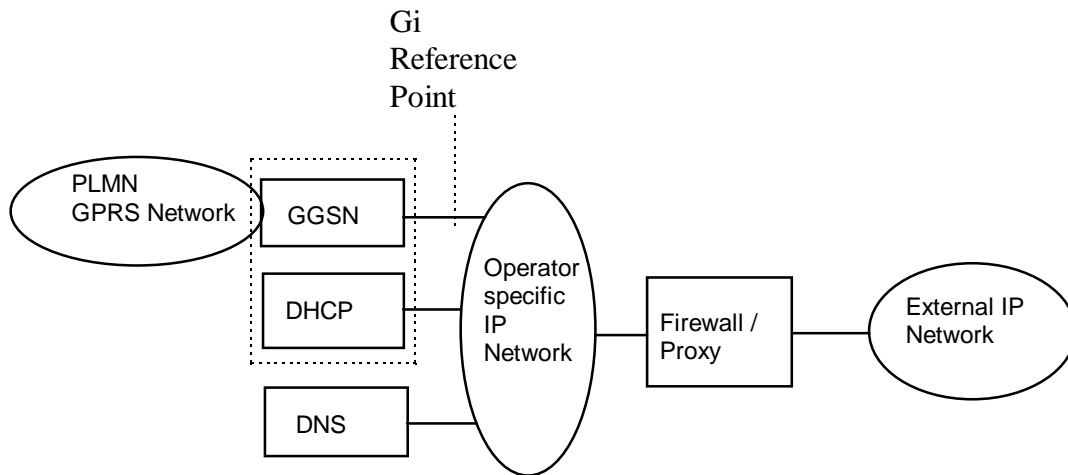 Gi
Reference
Point
PLMN
GPRS Network
GGSN
DHCP
DNS
Operator
specific
IP
Network
Firewall /
Proxy
External IP
Network